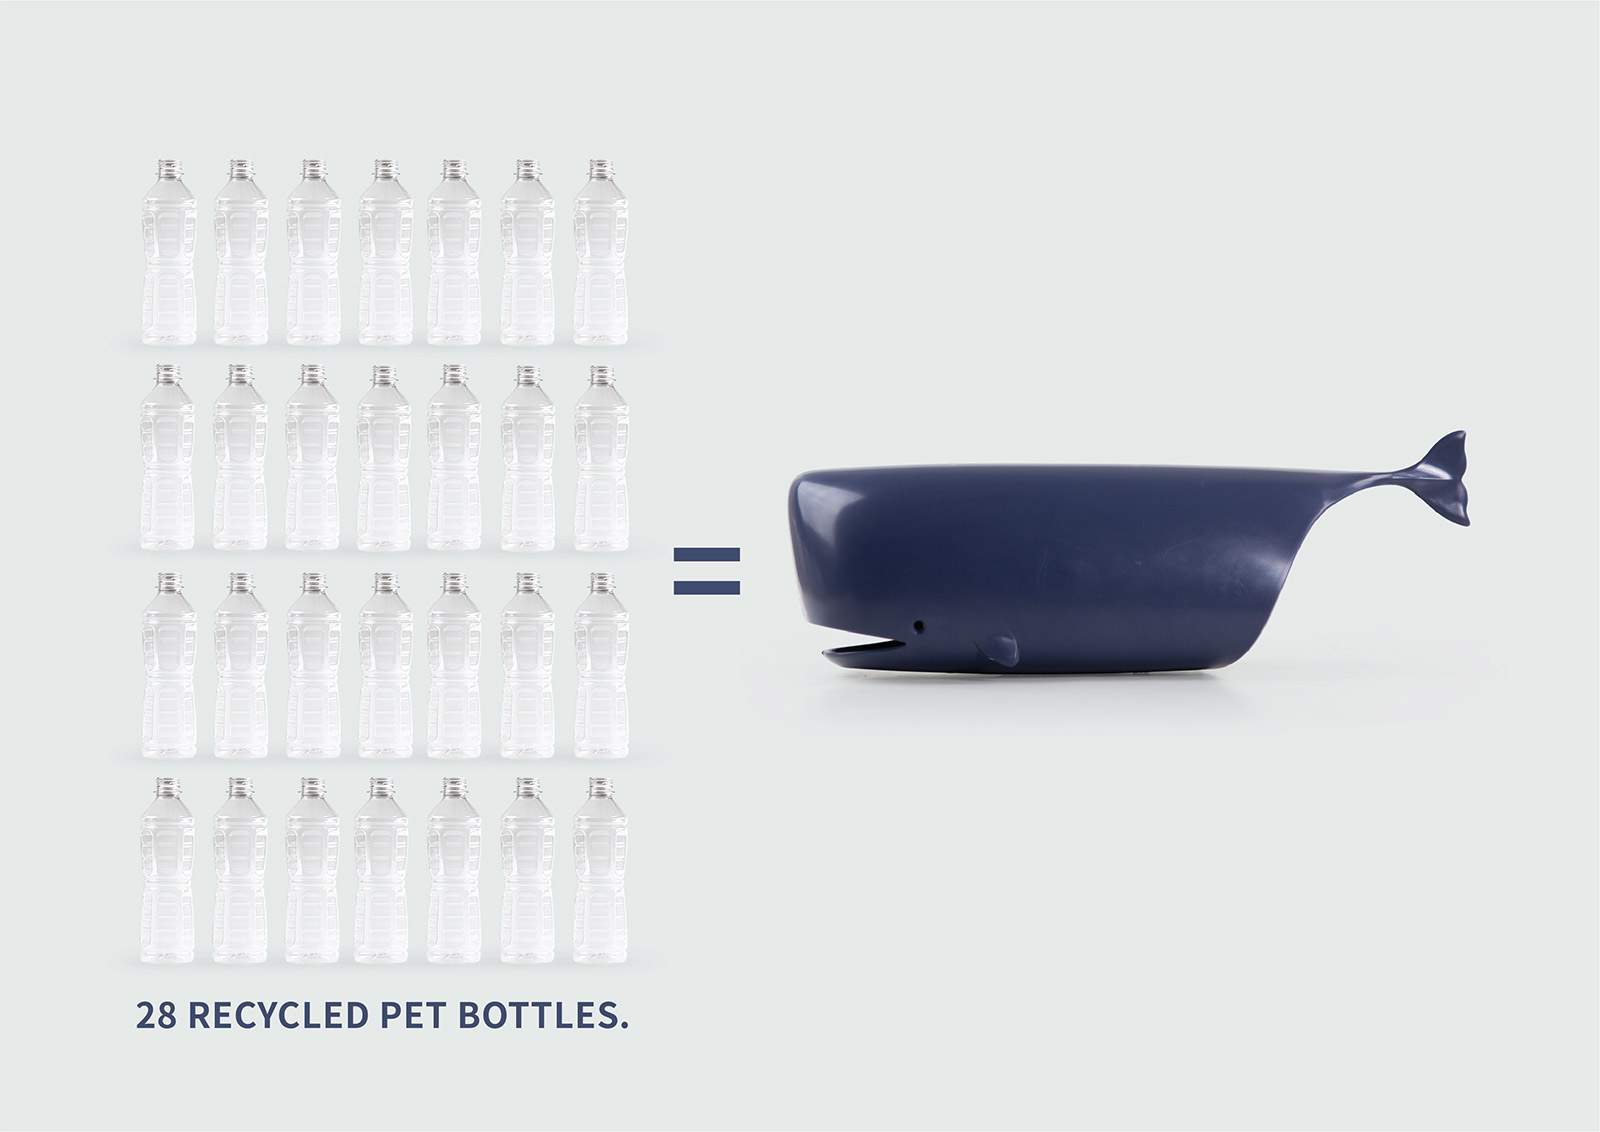 =
28 RECYCLED PET BOTTLES.